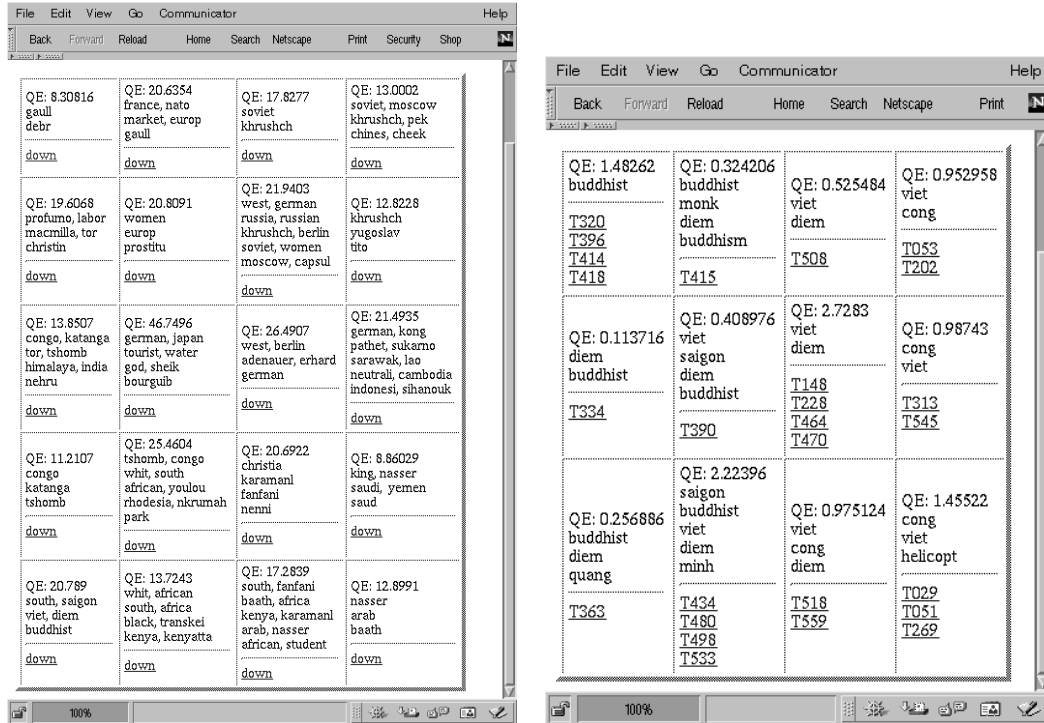 File Edit View Go Communicator Help
Back Forward Reload Home Search Netscape Print Security Shop N
QE: 8.30816
gaull
debr
down
QE: 20.6354
france, nato
market, europ
gaull
down
QE: 17.8277
soviet
khrushch
down
QE: 13.0002
soviet, moscow
khrushch, pek
chines, cheek
down
QE: 19.6068
profumo, labor
macmilla, tor
christin
down
QE: 20.8091
women
europ
prostitu
down
QE: 21.9403
west, german
russia, russian
khrushch, berlin
soviet, women
moscow, capsul
down
QE: 12.8228
khrushch
yugoslav
tito
down
QE: 13.8507
congo, katanga
tor, tshomb
himalaya, india
nehru
down
QE: 46.7496
german, japan
tourist, water
god, sheik
bourguib
down
QE: 26.4907
west, berlin
adenauer, erhard
german
down
QE: 21.4935
german, kong
pathet, sukarno
sarawak, lao
neutrali, cambodia
indonesi, sihanouk
down
QE: 11.2107
congo
katanga
tshomb
down
QE: 25.4604
tshomb, congo
whit, south
african, youlou
rhodesia, nkrumah
park
down
QE: 20.6922
christia
karamanl
fanfani
nenni
down
QE: 8.86029
king, nasser
saudi, yemen
saud
down
QE: 20.789
south, saigon
viet, diem
buddhist
down
QE: 13.7243
whit, african
south, africa
black, transkei
kenya, kenyatta
down
QE: 17.2839
south, fanfani
baath, africa
kenya, karamanl
arab, nasser
african, student
down
QE: 12.8991
nasser
arab
baath
down
100%
File Edit View Go Communicator Help
Back Forward Reload Home Search Netscape Print N
QE: 1.48262
buddhist
T320
T396
T414
T418
QE: 0.324206
buddhist
monk
diem
buddhism
T415
QE: 0.525484
viet
diem
T508
QE: 0.952958
viet
cong
T053
T202
QE: 0.113716
diem
buddhist
T334
QE: 0.408976
viet
saigon
diem
buddhist
T390
QE: 2.7283
viet
diem
T148
T228
T464
T470
QE: 0.98743
cong
viet
T313
T545
QE: 0.256886
buddhist
diem
quang
T363
QE: 2.22396
saigon
buddhist
viet
diem
minh
T434
T480
T498
T533
QE: 0.975124
viet
cong
diem
T518
T559
QE: 1.45522
cong
viet
helicopt
T029
T051
T269
100%